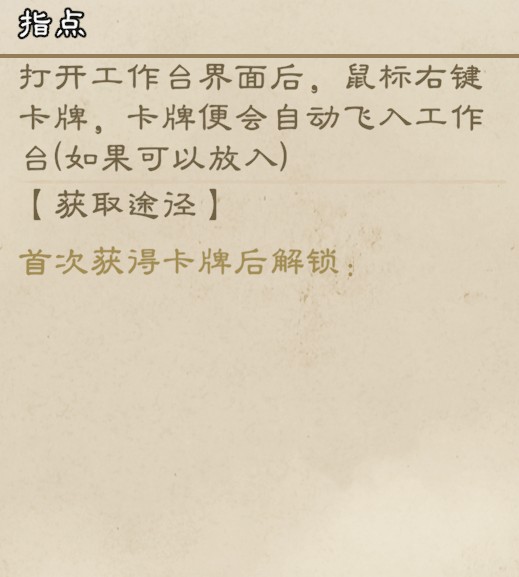 指点
打开工作台界面后，鼠标右键
卡牌，卡牌便会自动飞入工作
台(如果可以放入)
【获取途径】
首次获得卡牌后解锁：